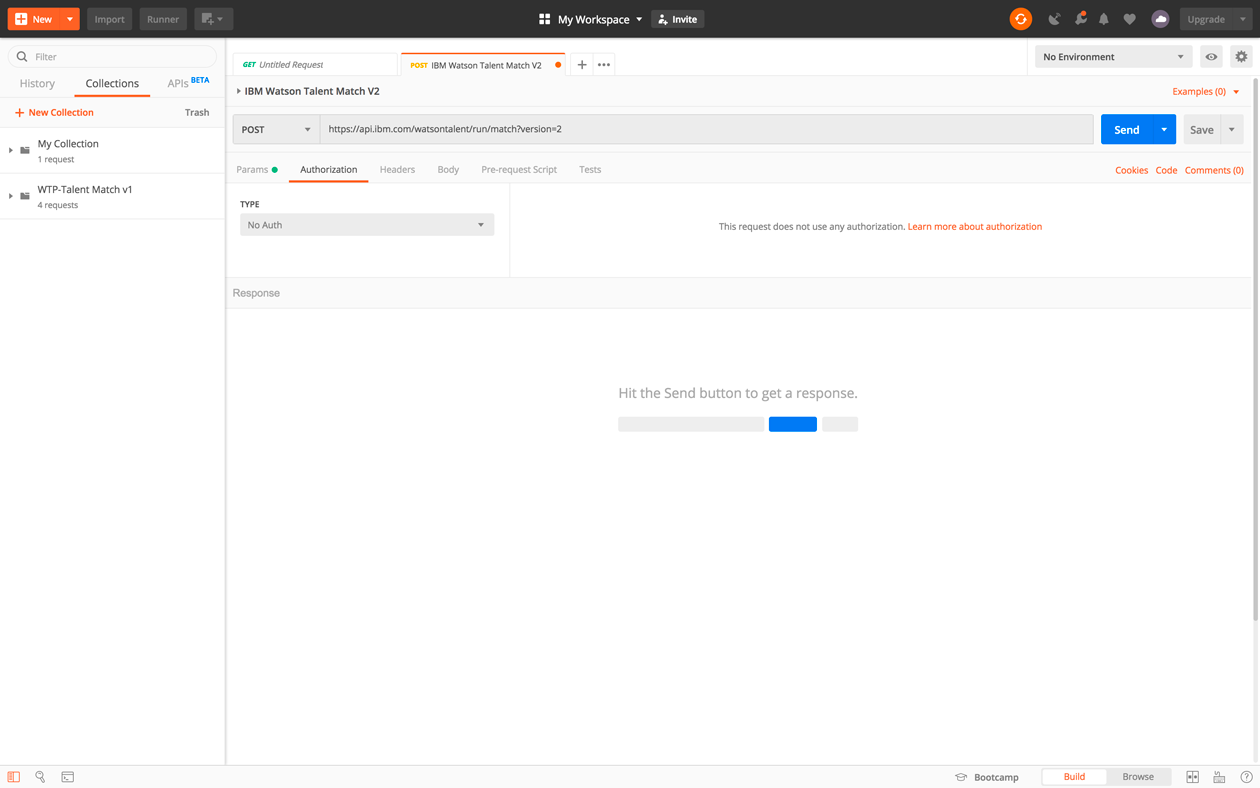 New Import Runner My Workspace Invite Upgrade
Filter
History Collections APIs BETA
+ New Collection Trash
My Collection
1 request
WTP-Talent Match v1
4 requests
GET Untitled Request POST IBM Watson Talent Match V2 No Environment
IBM Watson Talent Match V2 Examples (0)
POST https://api.ibm.com/watsontalent/run/match?version=2 Send Save
Params Authorization Headers Body Pre-request Script Tests Cookies Code Comments (0)
TYPE
No Auth
This request does not use any authorization. Learn more about authorization
Response
Hit the Send button to get a response.
Bootcamp Build Browse